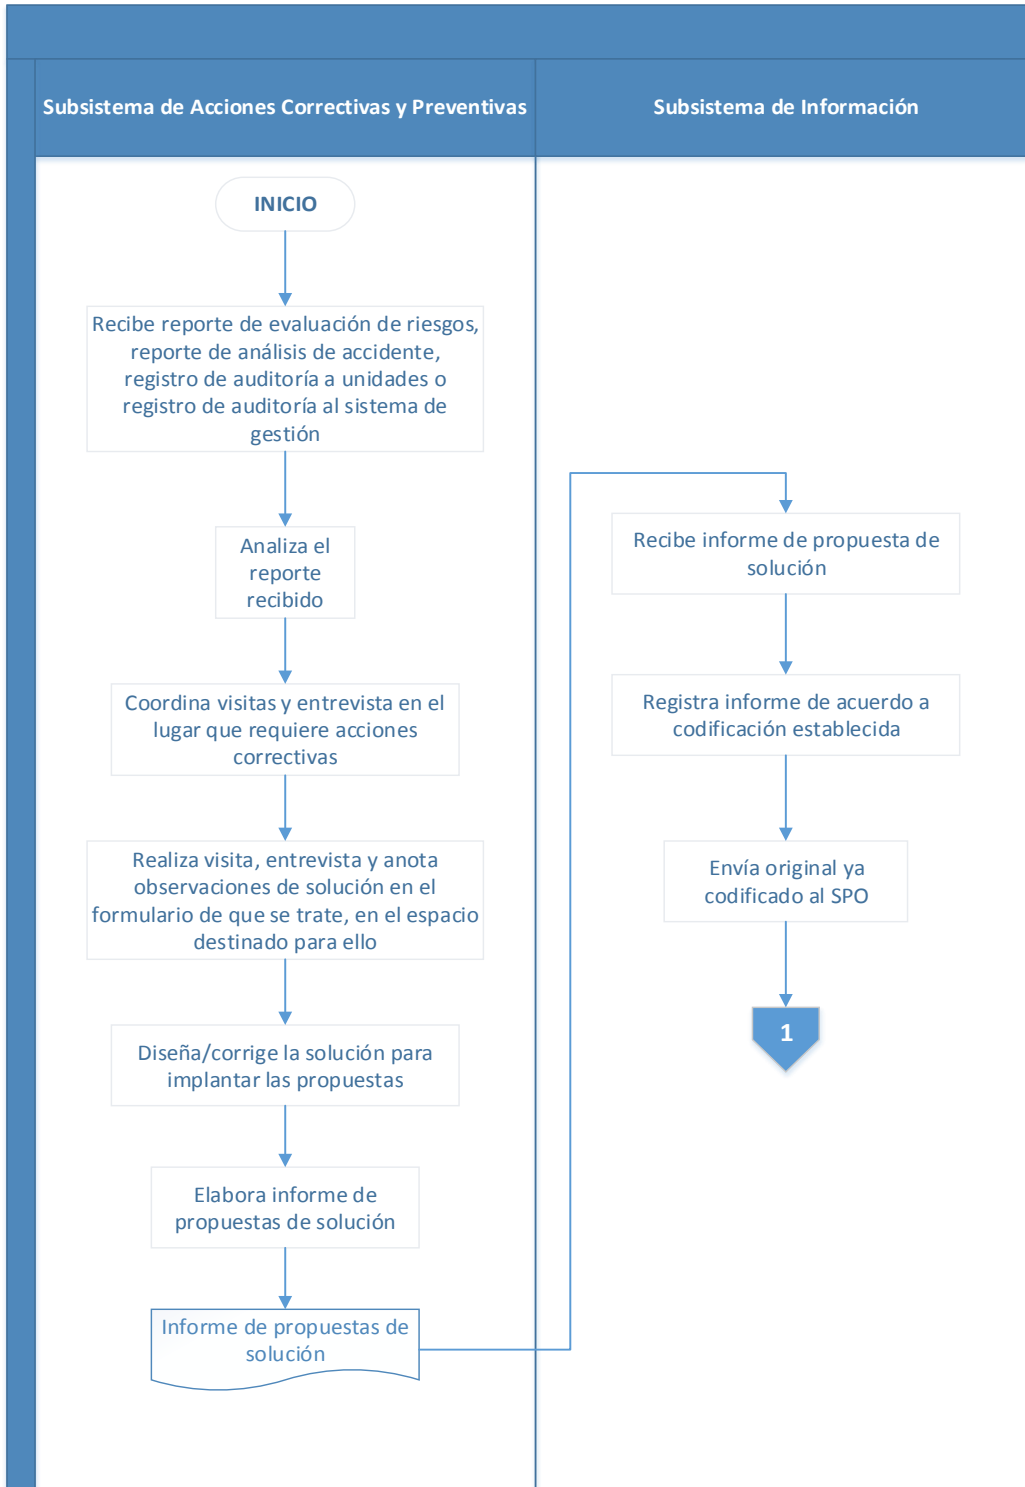 Subsistema de Acciones Correctivas y Preventivas
Subsistema de Información
INICIO
Recibe reporte de evaluación de riesgos,
reporte de análisis de accidente,
registro de auditoría a unidades o
registro de auditoría al sistema de
gestión
Analiza el
reporte
recibido
Coordina visitas y entrevista en el
lugar que requiere acciones
correctivas
Realiza visita, entrevista y anota
observaciones de solución en el
formulario de que se trate, en el espacio
destinado para ello
Diseña/corrige la solución para
implantar las propuestas
Elabora informe de
propuestas de solución
Informe de propuestas de
solución
Recibe informe de propuesta de
solución
Registra informe de acuerdo a
codificación establecida
Envía original ya
codificado al SPO
1